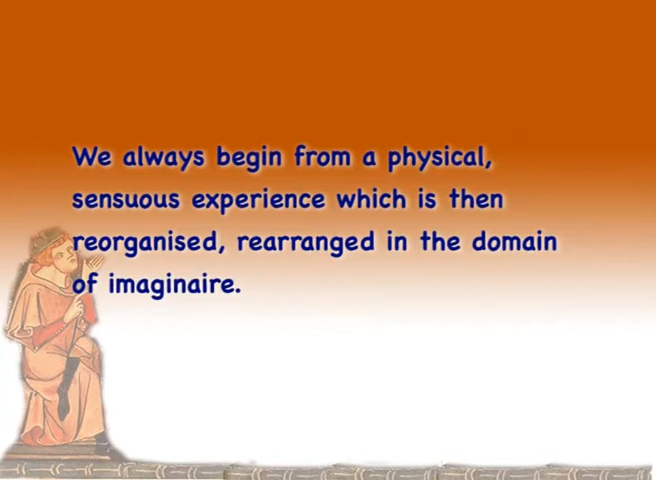 We always begin from a physical,
sensuous experience which is then
reorganised, rearranged in the domain
of imaginaire.